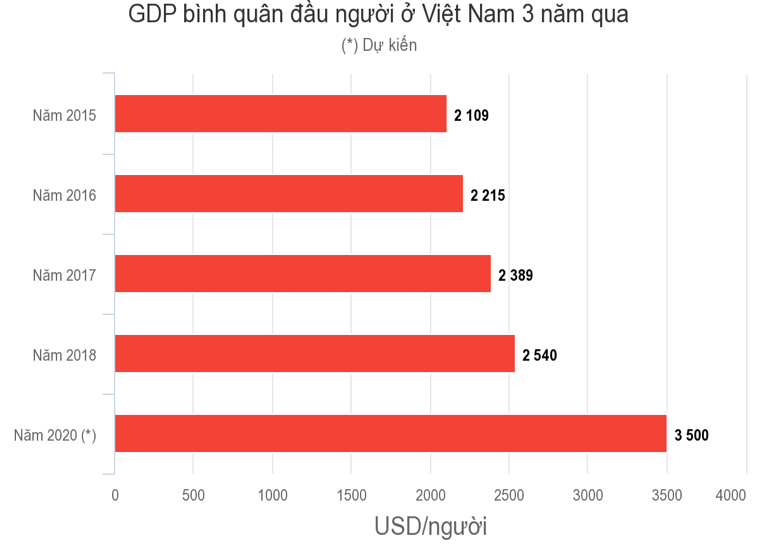 GDP bình quân đầu người ở Việt Nam 3 năm qua
(*) Dự kiến
Năm 2015 2 109
Năm 2016 2 215
Năm 2017 2 389
Năm 2018 2 540
Năm 2020 (*) 3 500
0 500 1000 1500 2000 2500 3000 3500 4000
USD/người